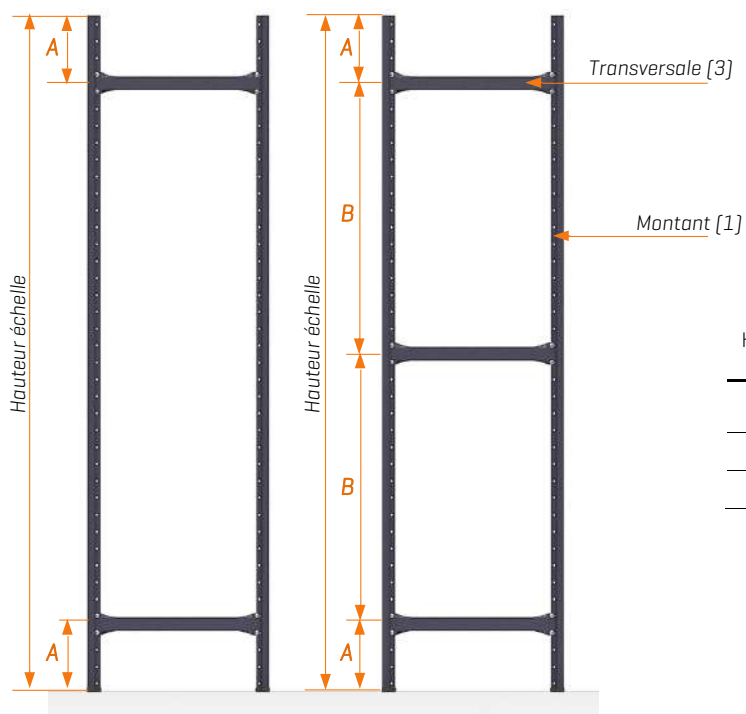 A
A
Transversale (3)
B
Montant (1)
Hauteur échelle
Hauteur échelle
H
B
A
A